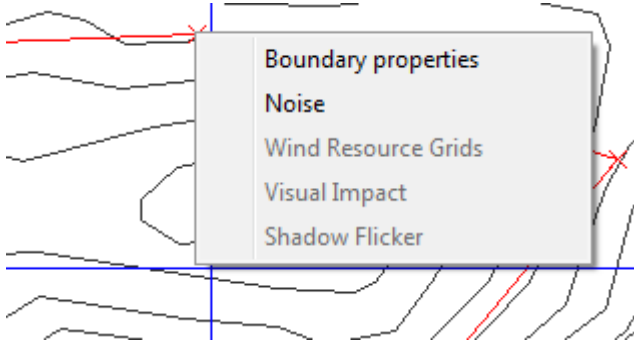 Boundary properties
Noise
Wind Resource Grids
Visual Impact
Shadow Flicker